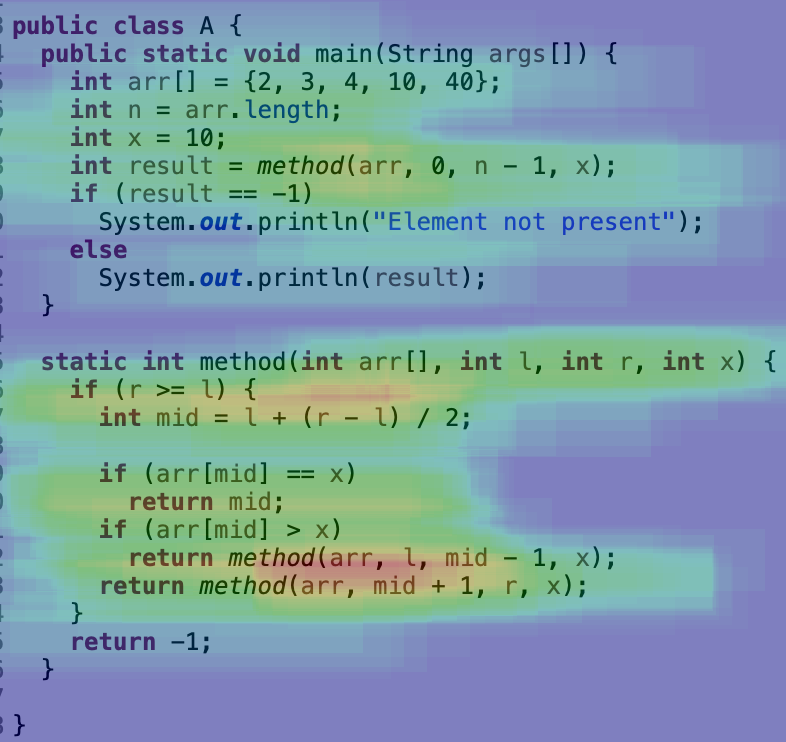 public class A {
  public static void main(String args[]) {
    int arr[] = {2, 3, 4, 10, 40};
    int n = arr.length;
    int x = 10;
    int result = method(arr, 0, n - 1, x);
    if (result == -1)
      System.out.println("Element not present");
    else
      System.out.println(result);
  }

  static int method(int arr[], int l, int r, int x) {
    if (r >= l) {
      int mid = l + (r - l) / 2;

      if (arr[mid] == x)
        return mid;
      if (arr[mid] > x)
        return method(arr, l, mid - 1, x);
      return method(arr, mid + 1, r, x);
    }
    return -1;
  }

}